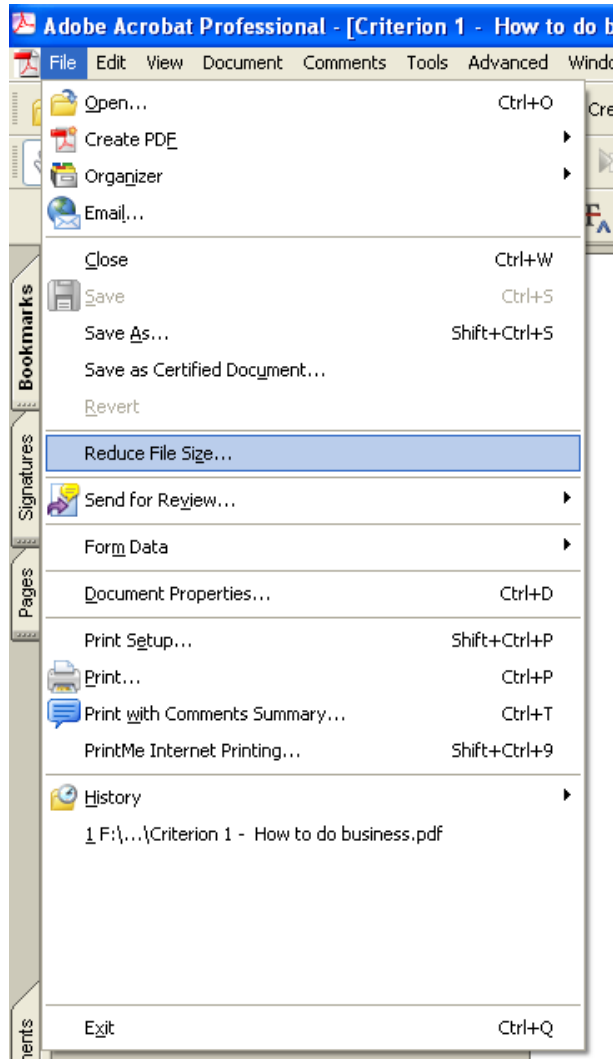 Adobe Acrobat Professional - [Criterion 1 - How to do b
File Edit View Document Comments Tools Advanced Windo
Open... Ctrl+O
Cre
Create PDF
Organizer
Email...
Close Ctrl+W
Save Ctrl+S
Save As... Shift+Ctrl+S
Save as Certified Document...
Revert
Reduce File Size...
Send for Review...
Form Data
Document Properties... Ctrl+D
Print Setup... Shift+Ctrl+P
Print... Ctrl+P
Print with Comments Summary... Ctrl+T
PrintMe Internet Printing... Shift+Ctrl+9
History
1 F:\...\Criterion 1 - How to do business.pdf
Exit Ctrl+Q
Bookmarks
Signatures
Pages
ments